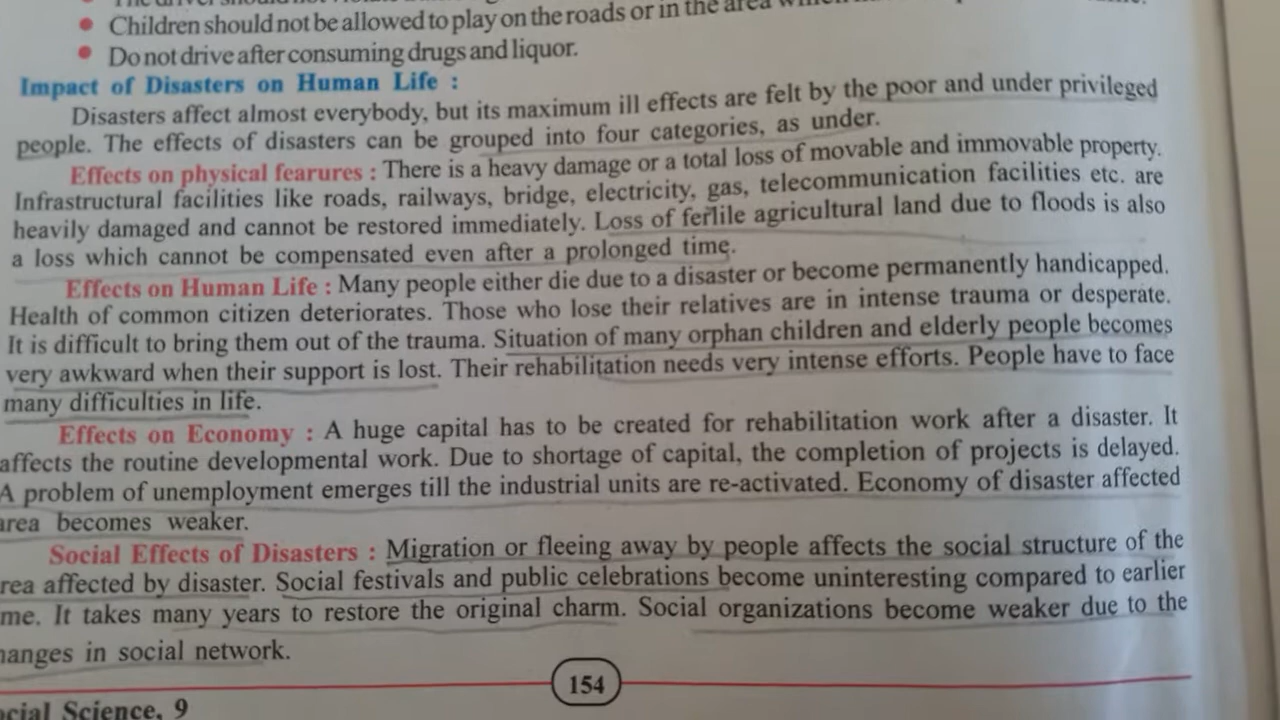 Children should not be allowed to play on the roads or in the area
Do not drive after consuming drugs and liquor.
Impact of Disasters on Human Life :
Disasters affect almost everybody, but its maximum ill effects are felt by the poor and under privileged
people. The effects of disasters can be grouped into four categories, as under.
Effects on physical fearures : There is a heavy damage or a total loss of movable and immovable property.
Infrastructural facilities like roads, railways, bridge, electricity, gas, telecommunication facilities etc. are
heavily damaged and cannot be restored immediately. Loss of ferlile agricultural land due to floods is also
a loss which cannot be compensated even after a prolonged time.
Effects on Human Life : Many people either die due to a disaster or become permanently handicapped.
Health of common citizen deteriorates. Those who lose their relatives are in intense trauma or desperate.
It is difficult to bring them out of the trauma. Situation of many orphan children and elderly people becomes
very awkward when their support is lost. Their rehabilitation needs very intense efforts. People have to face
many difficulties in life.
Effects on Economy : A huge capital has to be created for rehabilitation work after a disaster. It
affects the routine developmental work. Due to shortage of capital, the completion of projects is delayed.
A problem of unemployment emerges till the industrial units are re-activated. Economy of disaster affected
area becomes weaker.
Social Effects of Disasters : Migration or fleeing away by people affects the social structure of the
rea affected by disaster. Social festivals and public celebrations become uninteresting compared to earlier
me. It takes many years to restore the original charm. Social organizations become weaker due to the
hanges in social network.
154
cial Science, 9